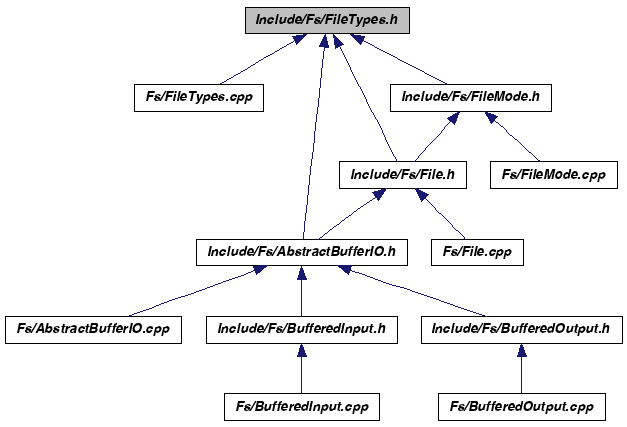 Include/Fs/FileTypes.h
Fs/FileTypes.cpp
Include/Fs/FileMode.h
Include/Fs/File.h
Fs/FileMode.cpp
Include/Fs/AbstractBufferIO.h
Fs/File.cpp
Fs/AbstractBufferIO.cpp
Include/Fs/BufferedInput.h
Include/Fs/BufferedOutput.h
Fs/BufferedInput.cpp
Fs/BufferedOutput.cpp